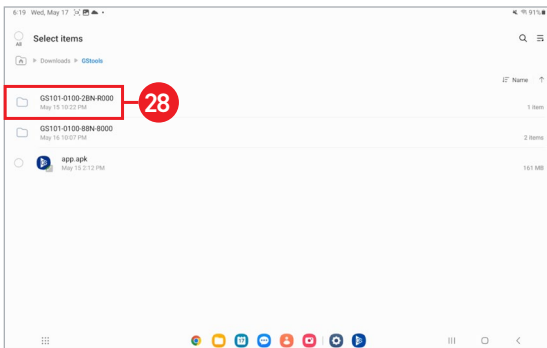 6:19 Wed, May 17
91%
All
Select items
Downloads GStools
Name
GS101-0100-2BN-R000
May 15 10:22 PM
1 item
28
GS101-0100-88N-8000
May 16 10:07 PM
2 items
app.apk
May 15 2:12 PM
161 MB
17